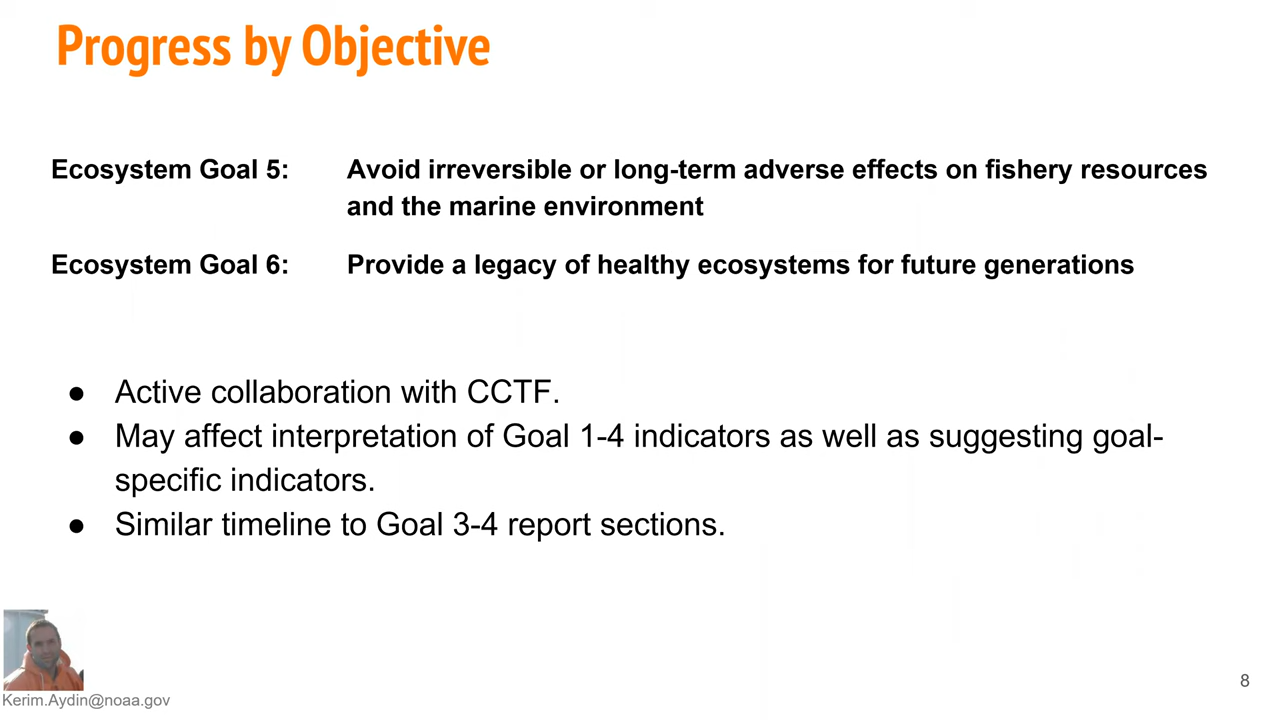 Progress by Objective
Ecosystem Goal 5: Avoid irreversible or long-term adverse effects on fishery resources
and the marine environment
Ecosystem Goal 6: Provide a legacy of healthy ecosystems for future generations
● Active collaboration with CCTF.
● May affect interpretation of Goal 1-4 indicators as well as suggesting goal-
specific indicators.
● Similar timeline to Goal 3-4 report sections.
Kerim.Aydin@noaa.gov
8